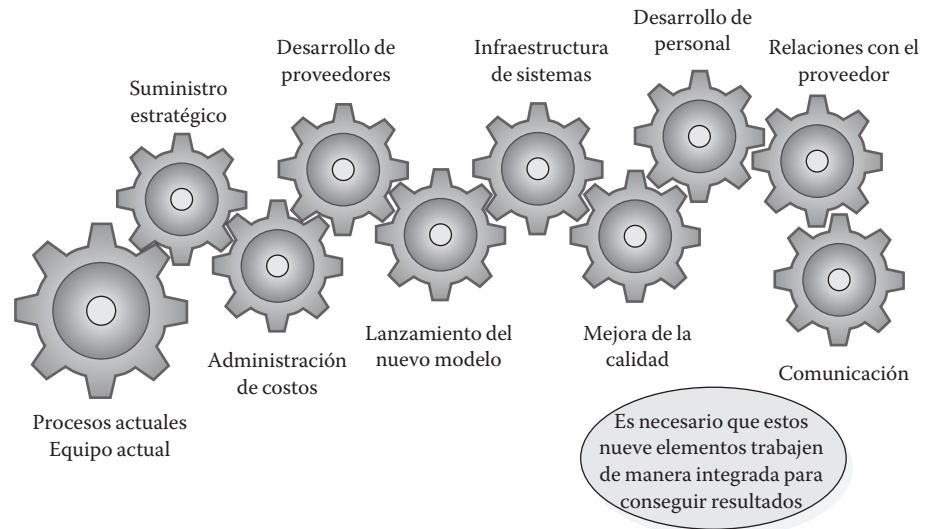 Desarrollo de
personal
Desarrollo de
proveedores
Infraestructura
de sistemas
Relaciones con el
proveedor
Suministro
estratégico
Lanzamiento del
nuevo modelo
Mejora de la
calidad
Administración
de costos
Comunicación
Procesos actuales
Equipo actual
Es necesario que estos
nueve elementos trabajen
de manera integrada para
conseguir resultados